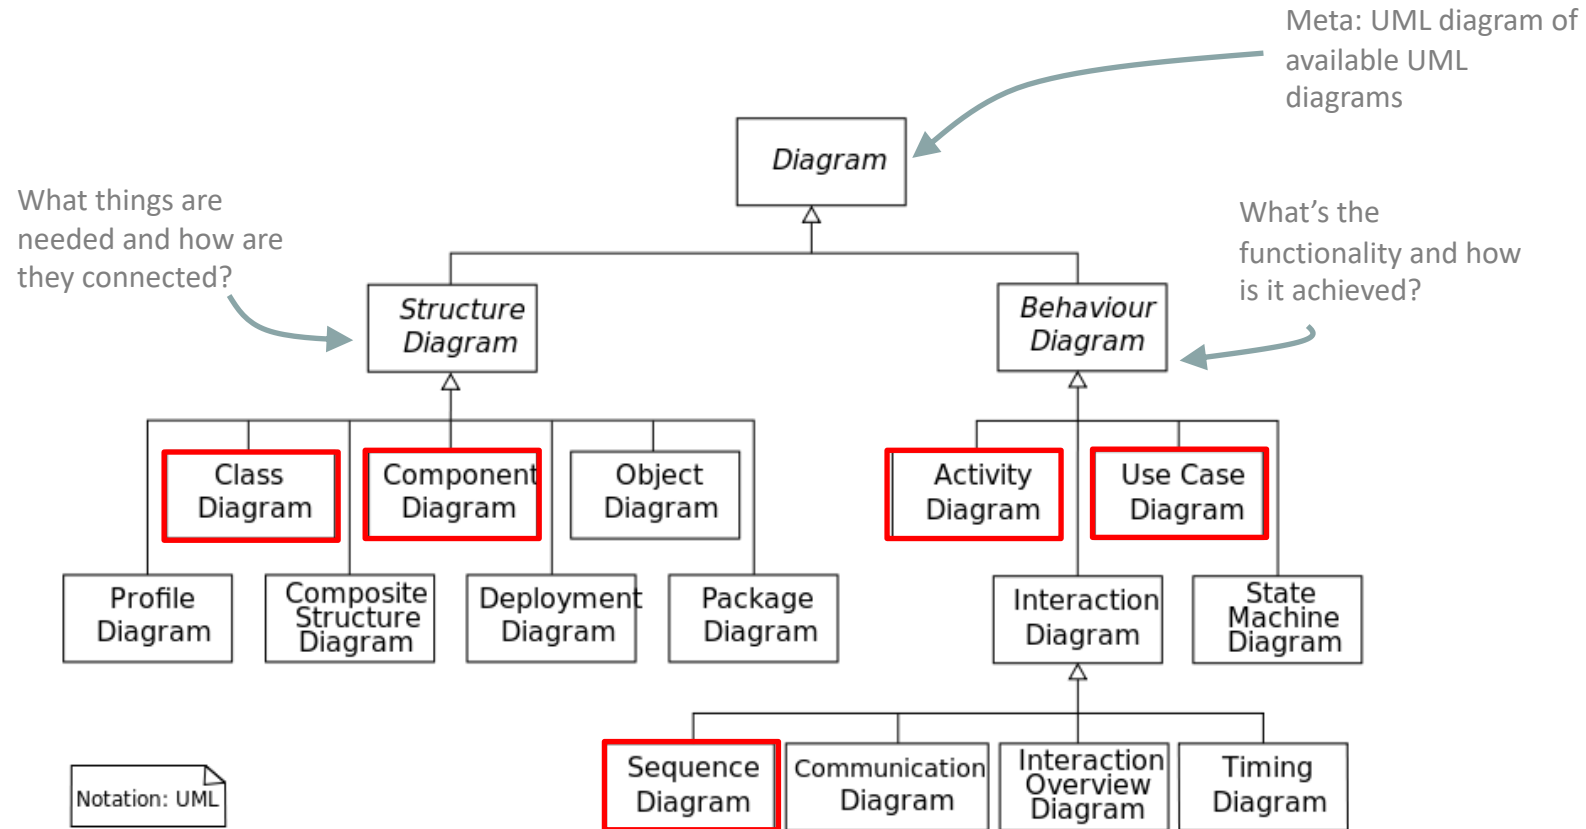 Meta: UML diagram of
available UML
diagrams
Diagram
What things are
needed and how are
they connected?
What's the
functionality and how
is it achieved?
Structure
Diagram
Behaviour
Diagram
Class
Diagram
Component
Diagram
Object
Diagram
Activity
Diagram
Use Case
Diagram
Profile
Diagram
Composite
Structure
Diagram
Deployment
Diagram
Package
Diagram
Interaction
Diagram
State
Machine
Diagram
Sequence
Diagram
Communication
Diagram
Interaction
Overview
Diagram
Timing
Diagram
Notation: UML